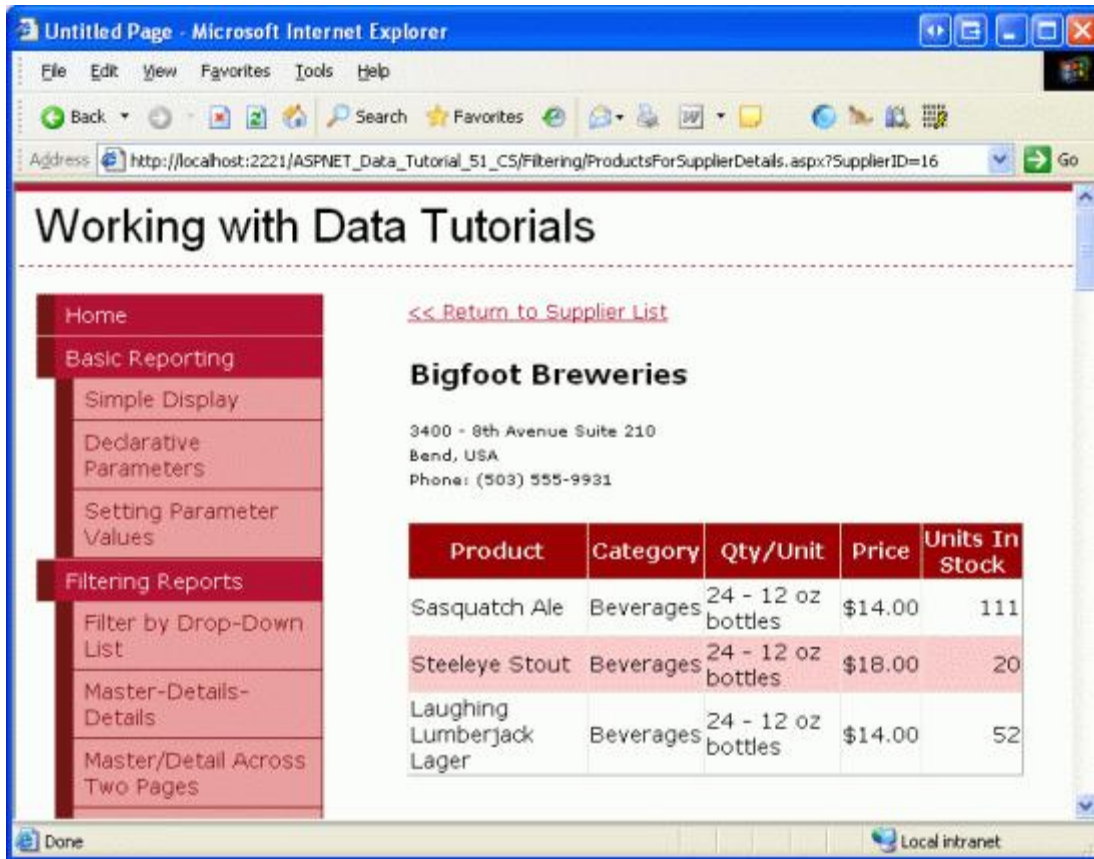 Untitled Page - Microsoft Internet Explorer
File Edit View Favorites Tools Help
Back Search Favorites
Address http://localhost:2221/ASPNET_Data_Tutorial_51_CS/Filtering/ProductsForSupplierDetails.aspx?SupplierID=16 Go
Working with Data Tutorials
Home
Basic Reporting
Simple Display
Declarative
Parameters
Setting Parameter
Values
Filtering Reports
Filter by Drop-Down
List
Master-Details-
Details
Master/Detail Across
Two Pages
<< Return to Supplier List
Bigfoot Breweries
3400 - 8th Avenue Suite 210
Bend, USA
Phone: (503) 555-9931
Product Category Qty/Unit Price Units In
Stock
Sasquatch Ale Beverages 24 - 12 oz
bottles $14.00 111
Steeleye Stout Beverages 24 - 12 oz
bottles $18.00 20
Laughing
Lumberjack
Lager Beverages 24 - 12 oz
bottles $14.00 52
Done Local intranet